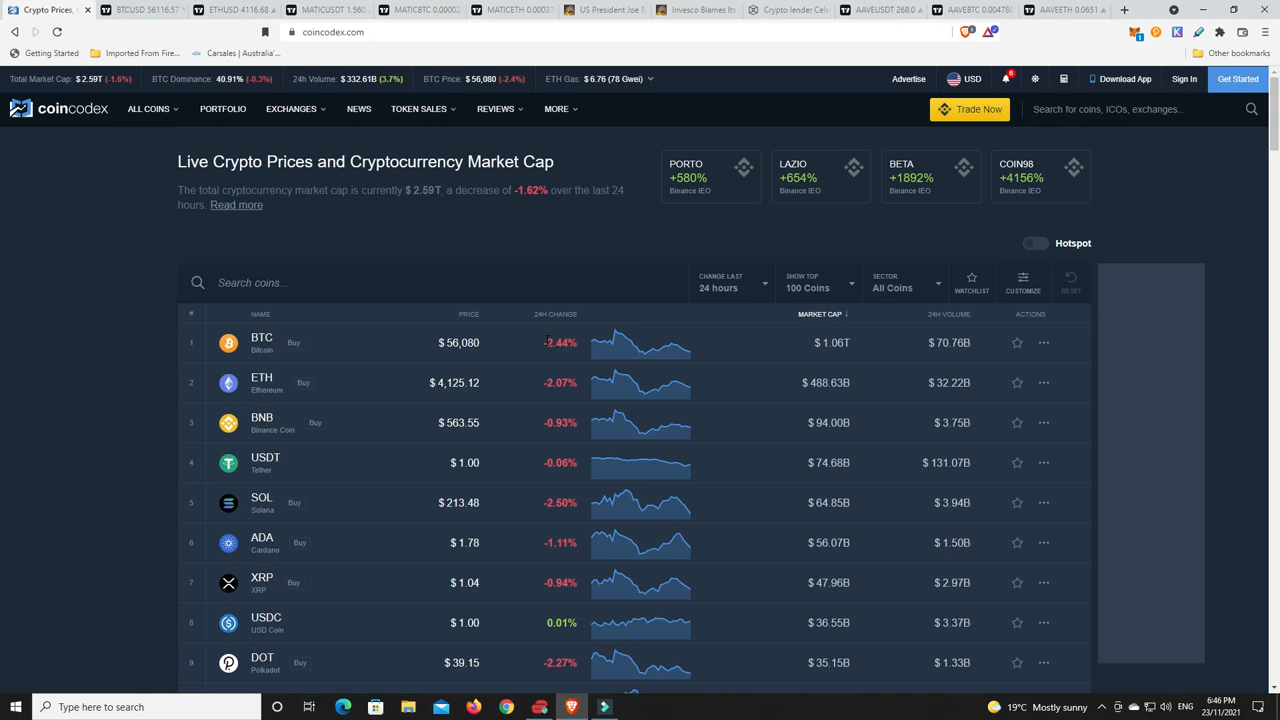 Crypto Prices, C
BTCUSD 56116.57
ETHUSD 4116.68
MATICUSDT 1.560
MATICBTC 0.00002
MATICETH 0.00037
US President Joe B
Invesco Blames Its
Crypto lender Cels
AAVEUSDT 268.0
AAVEBTC 0.004780
AAVEETH 0.0651
coincodex.com
Getting Started
Imported From Fire...
Carsales | Australia'...
Other bookmarks
Total Market Cap: $ 2.59T (-1.6%)
BTC Dominance: 40.91% (-0.3%)
24h Volume: $ 332.61B (3.7%)
BTC Price: $ 56,080 (-2.4%)
ETH Gas: $ 6.76 (78 Gwei)
Advertise
USD
6
Download App
Sign In
Get Started
coincodex
ALL COINS
PORTFOLIO
EXCHANGES
NEWS
TOKEN SALES
REVIEWS
MORE
Trade Now
Search for coins, ICOs, exchanges...
Live Crypto Prices and Cryptocurrency Market Cap
The total cryptocurrency market cap is currently $ 2.59T, a decrease of -1.62% over the last 24
hours. Read more
PORTO
+580%
Binance IEO
LAZIO
+654%
Binance IEO
BETA
+1892%
Binance IEO
COIN98
+4156%
Binance IEO
Hotspot
Search coins...
CHANGE LAST
24 hours
SHOW TOP
100 Coins
SECTOR
All Coins
WATCHLIST
CUSTOMIZE
RESET
# NAME PRICE 24H CHANGE MARKET CAP ↓ 24H VOLUME ACTIONS
1 BTC Buy $ 56,080 -2.44% $ 1.06T $ 70.76B
Bitcoin
2 ETH Buy $ 4,125.12 -2.07% $ 488.63B $ 32.22B
Ethereum
3 BNB Buy $ 563.55 -0.93% $ 94.00B $ 3.75B
Binance Coin
4 USDT $ 1.00 -0.06% $ 74.68B $ 131.07B
Tether
5 SOL Buy $ 213.48 -2.50% $ 64.85B $ 3.94B
Solana
6 ADA Buy $ 1.78 -1.11% $ 56.07B $ 1.50B
Cardano
7 XRP Buy $ 1.04 -0.94% $ 47.96B $ 2.97B
XRP
8 USDC $ 1.00 0.01% $ 36.55B $ 3.37B
USD Coin
9 DOT Buy $ 39.15 -2.27% $ 35.15B $ 1.33B
Polkadot
Type here to search
19°C Mostly sunny
ENG
6:46 PM
23/11/2021